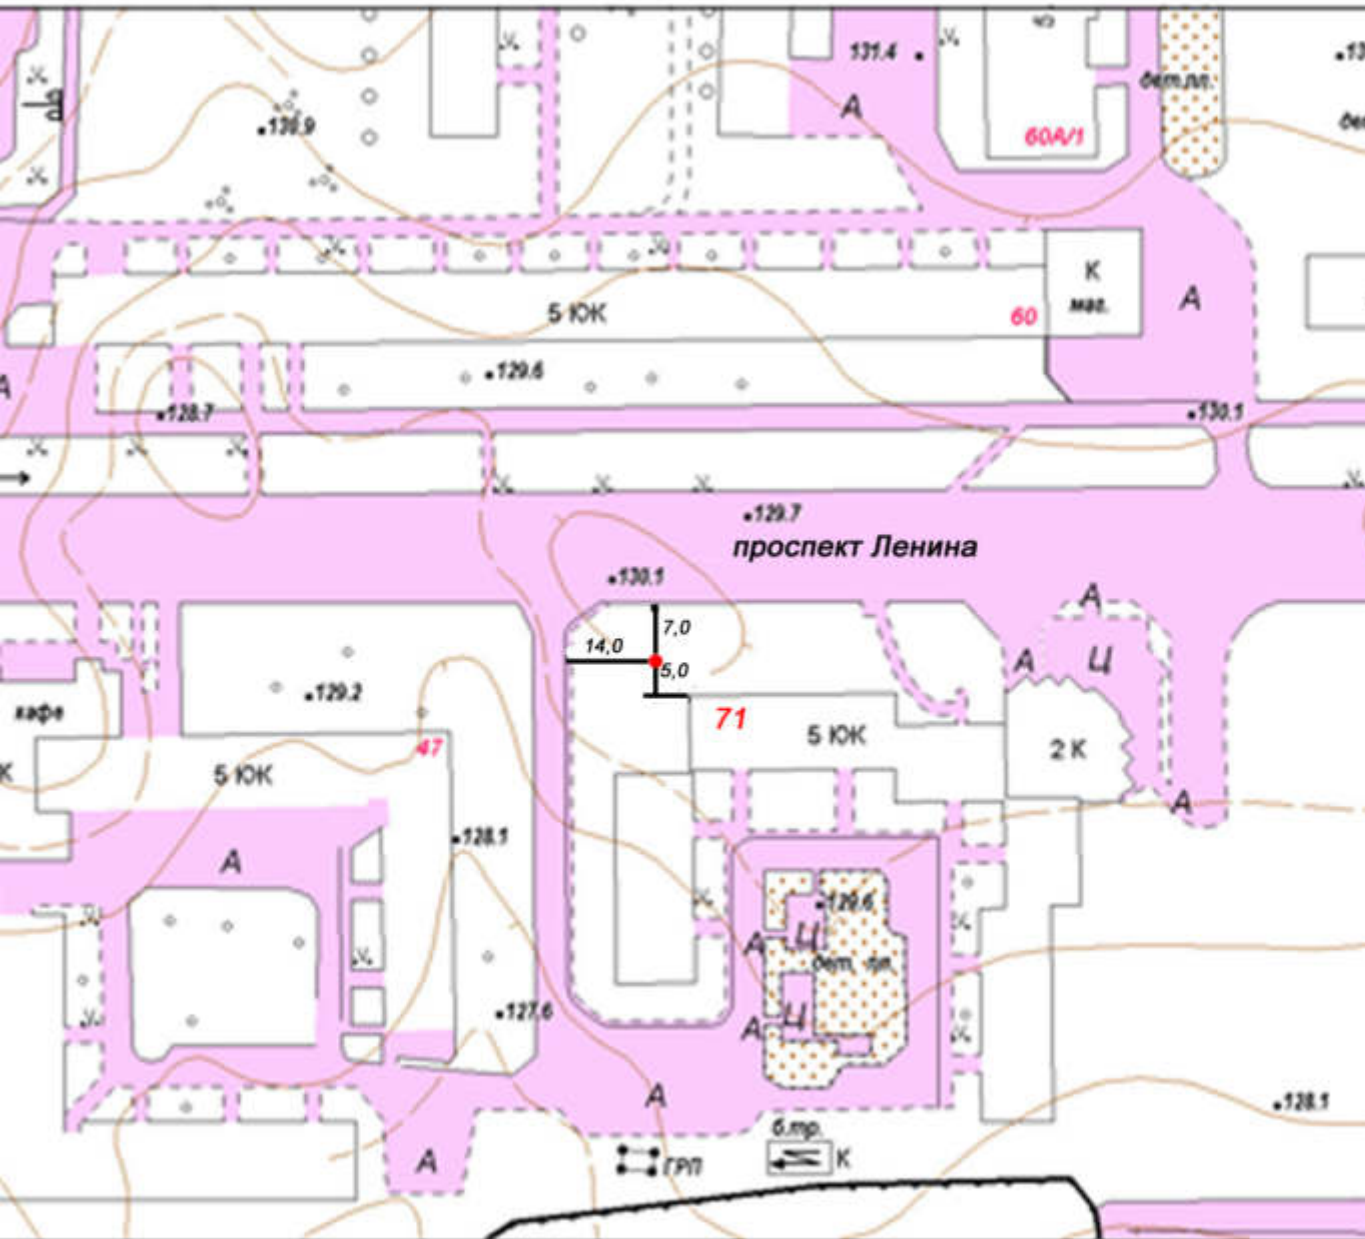 131.4
130.9
А
дет.пл.
60А/1
К
маг.
А
5 ЮК
60
129.6
А
128.7
130.1
129.7
проспект Ленина
130.1
А
7,0
14,0
5,0
А
Ц
129.2
кафе
71
47
5 ЮК
2 К
К
5 ЮК
А
128.1
А
129.6
А
Ц
дет. пл.
127.6
А
Ц
А
128.1
б.тр.
А
ГРП
К